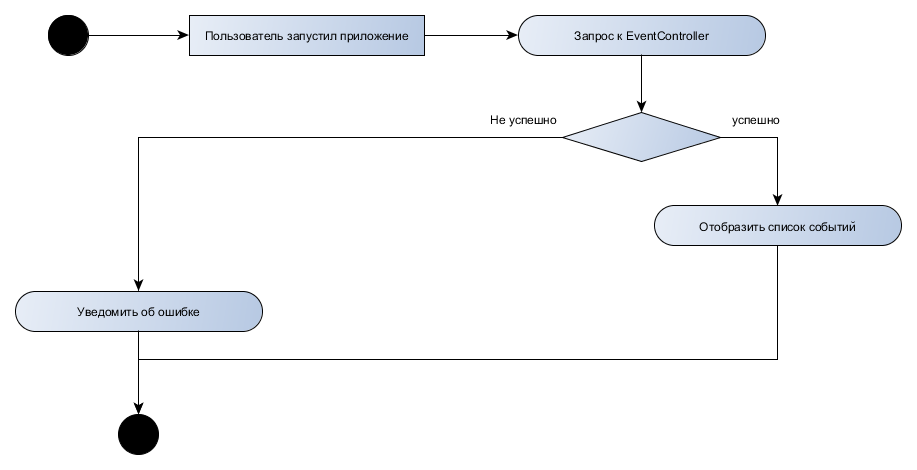 Пользователь запустил приложение
Запрос к EventController
Не успешно
успешно
Отобразить список событий
Уведомить об ошибке